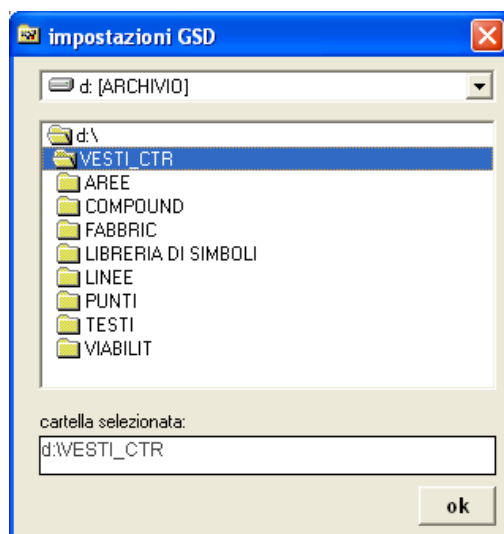 impostazioni GSD
d: [ARCHIVIO]
d:\
VESTI_CTR
AREE
COMPOUND
FABBRIC
LIBRERIA DI SIMBOLI
LINEE
PUNTI
TESTI
VIABILIT
cartella selezionata:
d:\VESTI_CTR
ok